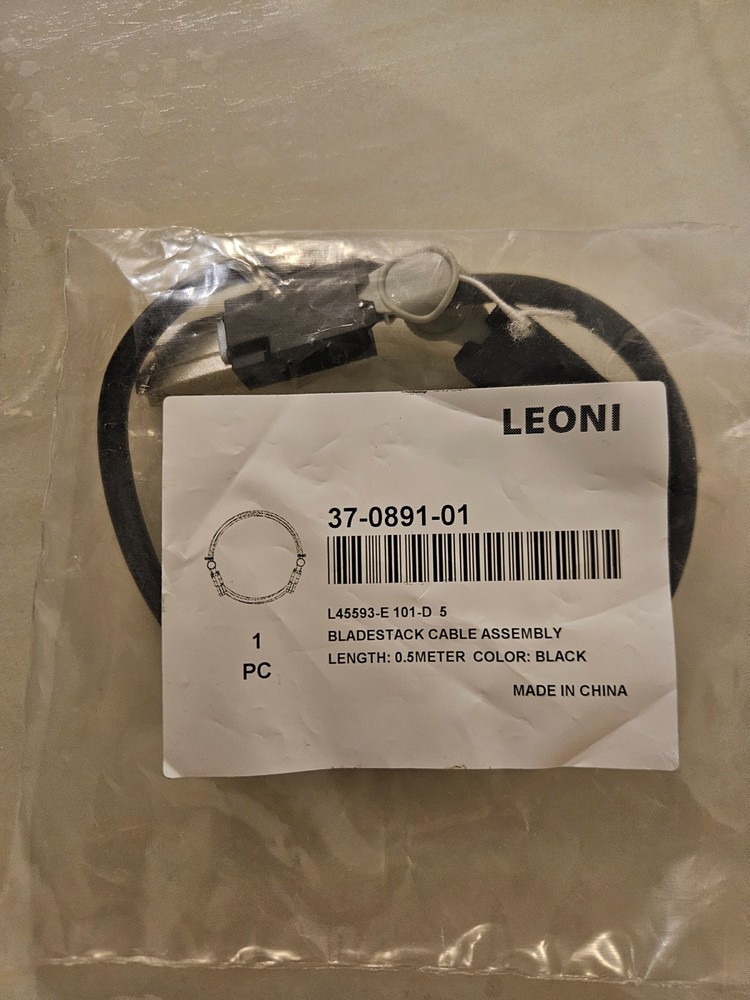 LEONI
37-0891-01
L45593-E 101-D 5
BLADESTACK CABLE ASSEMBLY
LENGTH: 0.5METER COLOR: BLACK
1
PC
MADE IN CHINA